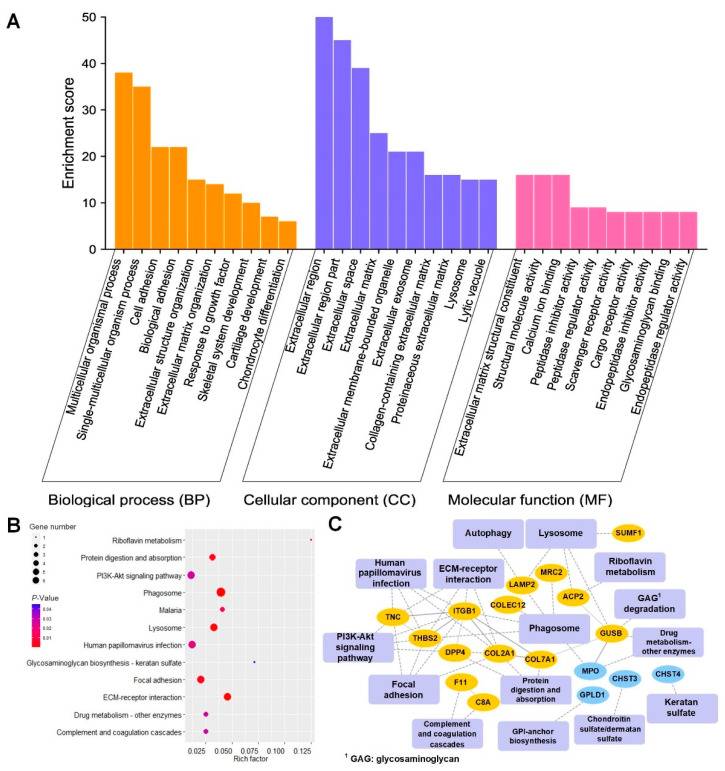 A
Enrichment score
50
40
30
20
10
0
Multicellular organismal process
Single-multicellular organism process
Cell adhesion
Biological adhesion
Extracellular structure organization
Extracellular matrix organization
Response to growth factor
Skeletal system development
Cartilage development
Chondrocyte differentiation
Extracellular region
Extracellular region part
Extracellular space
Extracellular matrix
Extracellular membrane-bounded organelle
Extracellular exosome
Collagen-containing extracellular matrix
Proteinaceous extracellular matrix
Lysosome
Lytic vacuole
Extracellular matrix structural constituent
Structural molecule activity
Calcium ion binding
Peptidase inhibitor activity
Peptidase regulator activity
Scavenger receptor activity
Cargo receptor activity
Endopeptidase inhibitor activity
Glycosaminoglycan binding
Endopeptidase regulator activity
Biological process (BP)
Cellular component (CC)
Molecular function (MF)
B
Gene number
1
2
3
4
5
6
P-Value
0.04
0.03
0.02
0.01
Riboflavin metabolism
Protein digestion and absorption
PI3K-Akt signaling pathway
Phagosome
Malaria
Lysosome
Human papillomavirus infection
Glycosaminoglycan biosynthesis - keratan sulfate
Focal adhesion
ECM-receptor interaction
Drug metabolism - other enzymes
Complement and coagulation cascades
0.025
0.050
0.075
0.100
0.125
Rich factor
C
Autophagy
Lysosome
SUMF1
Human
papillomavirus
infection
ECM-receptor
interaction
MRC2
Riboflavin
metabolism
LAMP2
ACP2
COLEC12
GAG¹
degradation
TNC
ITGB1
Phagosome
GUSB
PI3K-Akt
signaling
pathway
THBS2
DPP4
COL2A1
COL7A1
Drug
metabolism-
other enzymes
MPO
Focal
adhesion
F11
Protein
digestion and
absorption
GPLD1
CHST3
CHST4
C8A
Keratan
sulfate
Complement
and coagulation
cascades
GPI-anchor
biosynthesis
Chondroitin
sulfate/dermatan
sulfate
¹ GAG: glycosaminoglycan